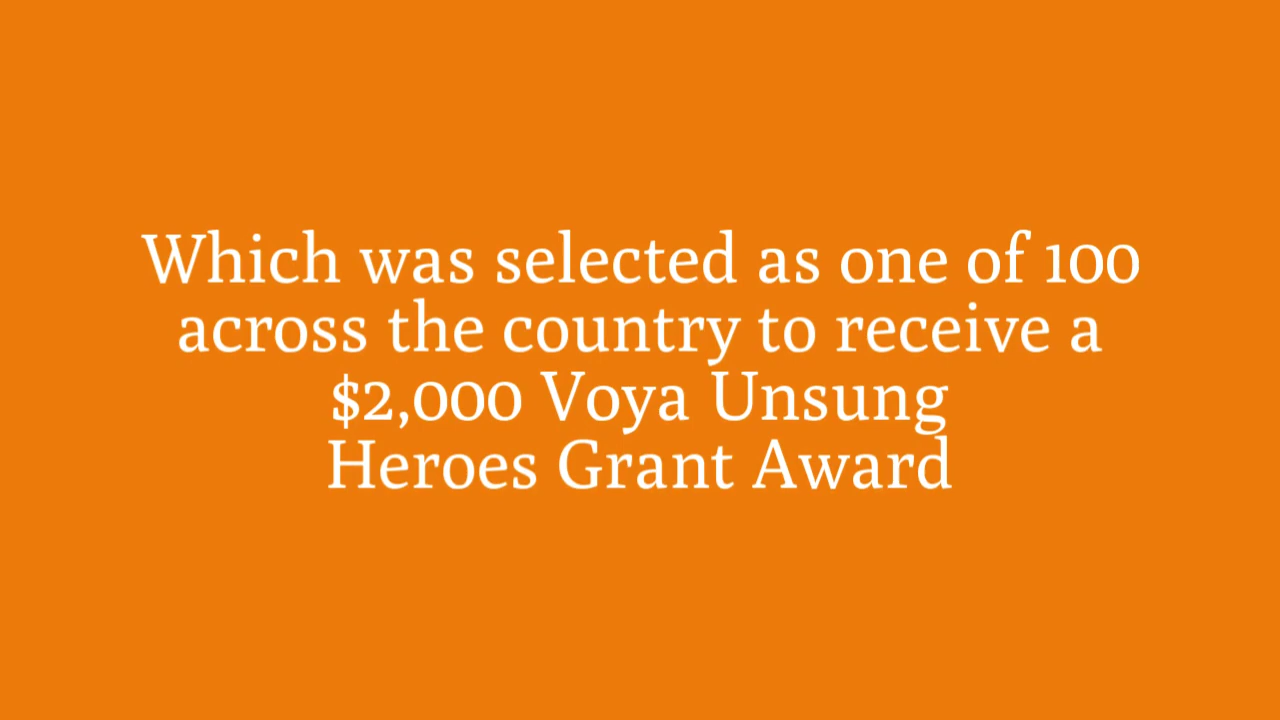 Which was selected as one of 100
across the country to receive a
$2,000 Voya Unsung
Heroes Grant Award